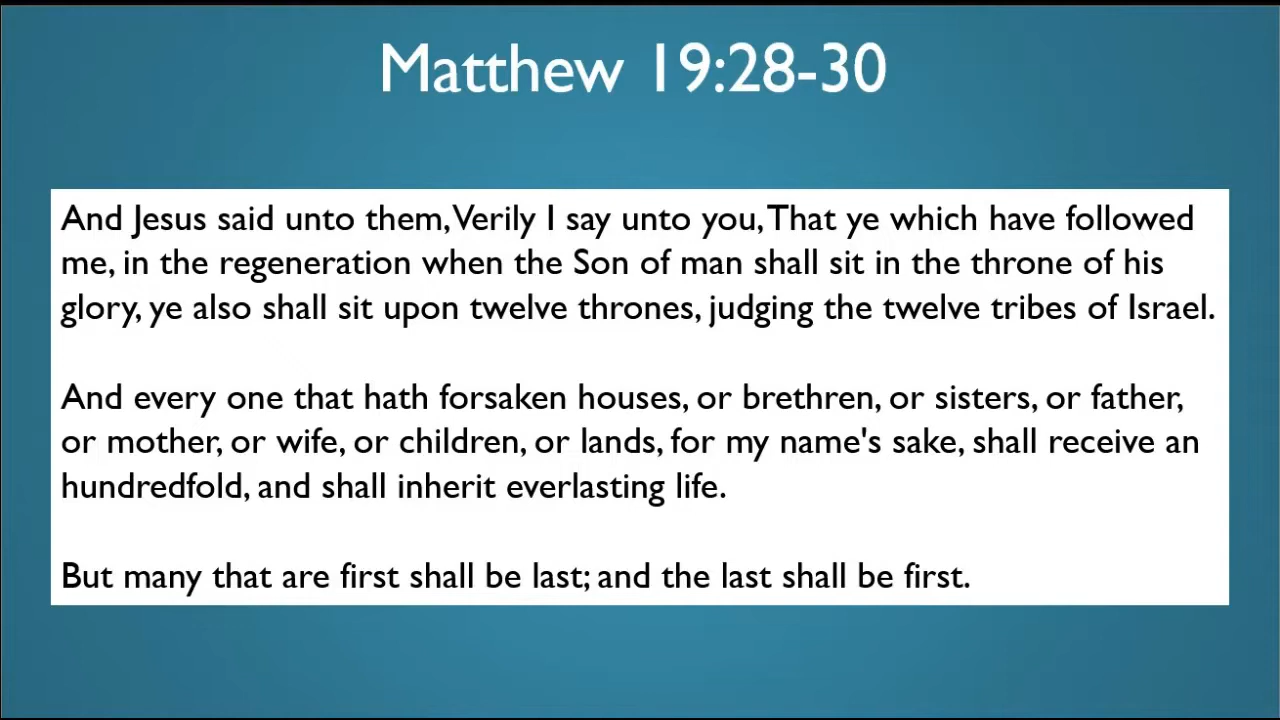 Matthew 19:28-30
And Jesus said unto them, Verily I say unto you, That ye which have followed
me, in the regeneration when the Son of man shall sit in the throne of his
glory, ye also shall sit upon twelve thrones, judging the twelve tribes of Israel.
And every one that hath forsaken houses, or brethren, or sisters, or father,
or mother, or wife, or children, or lands, for my name's sake, shall receive an
hundredfold, and shall inherit everlasting life.
But many that are first shall be last; and the last shall be first.